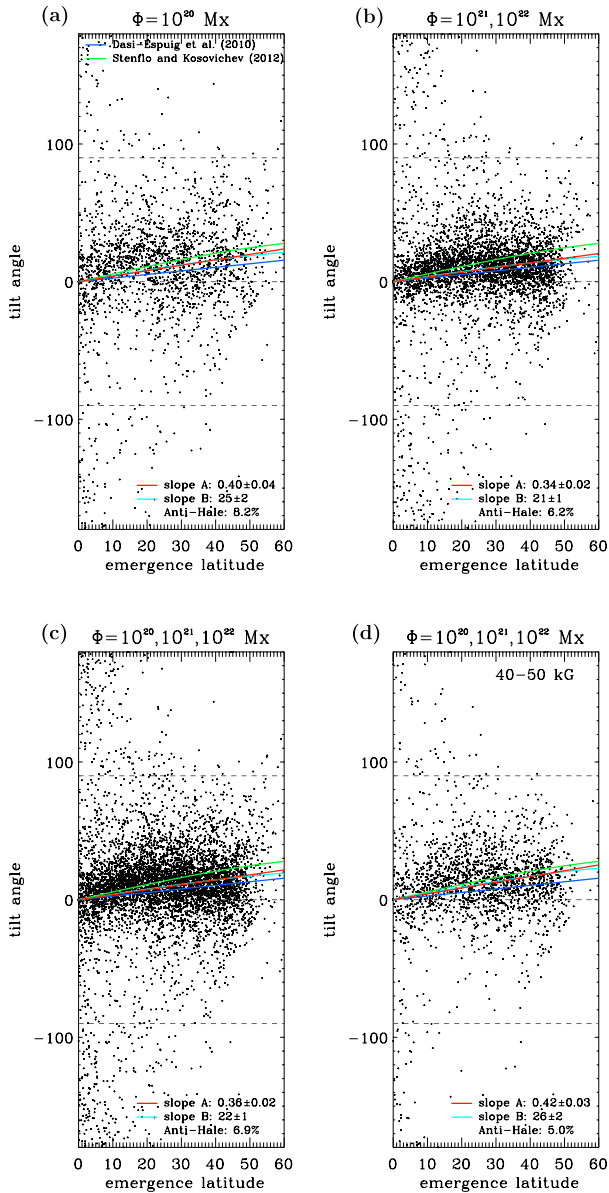 (a) Φ=10²⁰ Mx
Dasi-Espuig et al. (2010)
Stenflo and Kosovichev (2012)
100
0
−100
tilt angle
slope A: 0.40±0.04
slope B: 25±2
Anti-Hale: 8.2%
0 10 20 30 40 50 60
emergence latitude
(b) Φ=10²¹,10²² Mx
100
0
−100
tilt angle
slope A: 0.34±0.02
slope B: 21±1
Anti-Hale: 6.2%
0 10 20 30 40 50 60
emergence latitude
(c) Φ=10²⁰,10²¹,10²² Mx
100
0
−100
tilt angle
slope A: 0.36±0.02
slope B: 22±1
Anti-Hale: 6.9%
0 10 20 30 40 50 60
emergence latitude
(d) Φ=10²⁰,10²¹,10²² Mx
40−50 kG
100
0
−100
tilt angle
slope A: 0.42±0.03
slope B: 26±2
Anti-Hale: 5.0%
0 10 20 30 40 50 60
emergence latitude